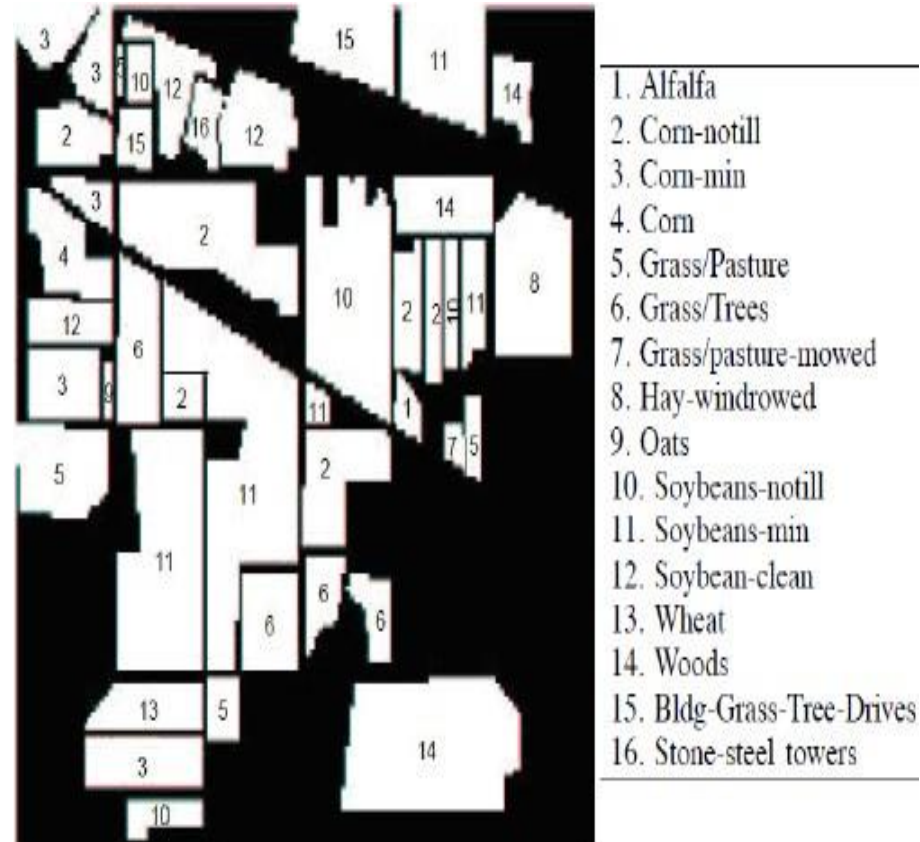 3
3
10
12
16
12
15
11
14
2
15
3
2
4
12
3
9
6
2
10
14
2
2
10
11
8
11
1
7
5
5
11
11
2
6
6
6
13
5
3
10
14
1. Alfalfa
2. Corn-notill
3. Corn-min
4. Corn
5. Grass/Pasture
6. Grass/Trees
7. Grass/pasture-mowed
8. Hay-windrowed
9. Oats
10. Soybeans-notill
11. Soybeans-min
12. Soybean-clean
13. Wheat
14. Woods
15. Bldg-Grass-Tree-Drives
16. Stone-steel towers